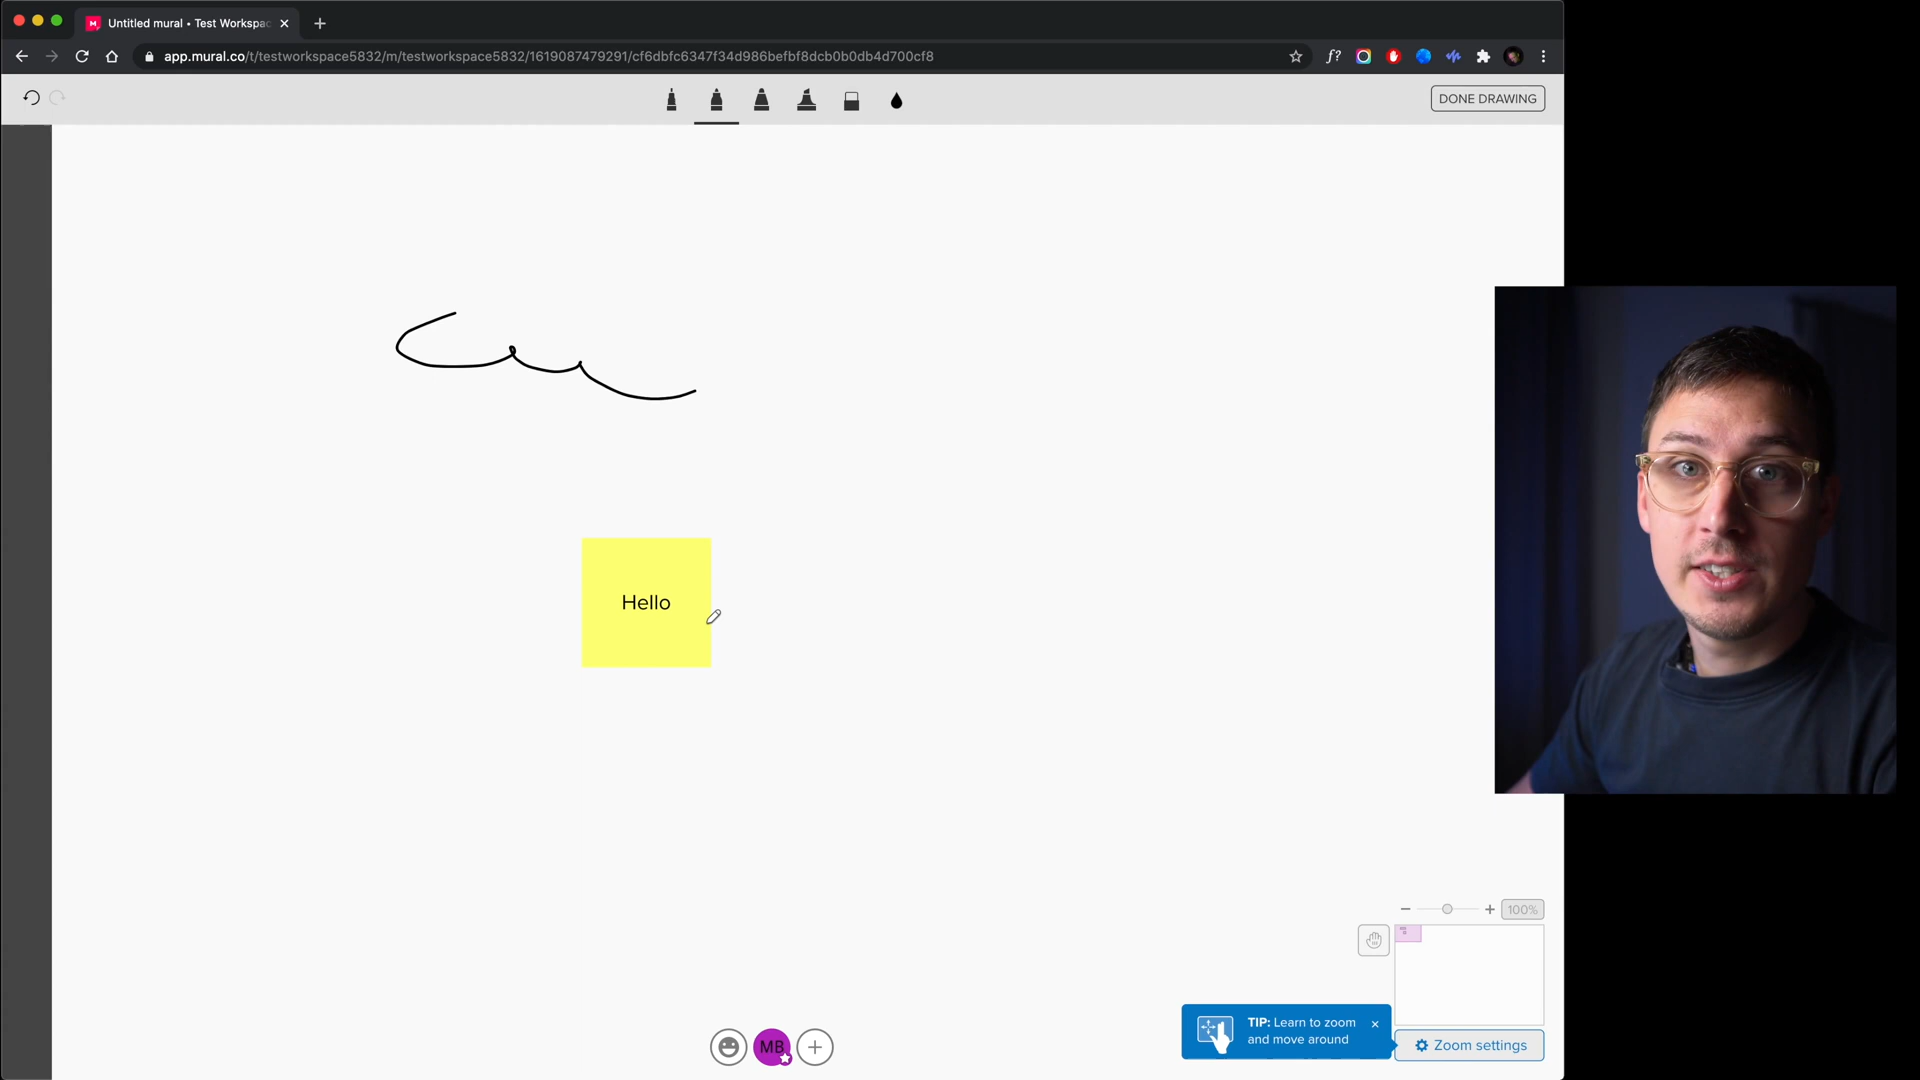 Untitled mural • Test Workspac
app.mural.co/t/testworkspace5832/m/testworkspace5832/1619087479291/cf6dbfc6347f34d986befbf8dcb0b0db4d700cf8
f?
DONE DRAWING
Hello
100%
TIP: Learn to zoom
and move around
Zoom settings
MB